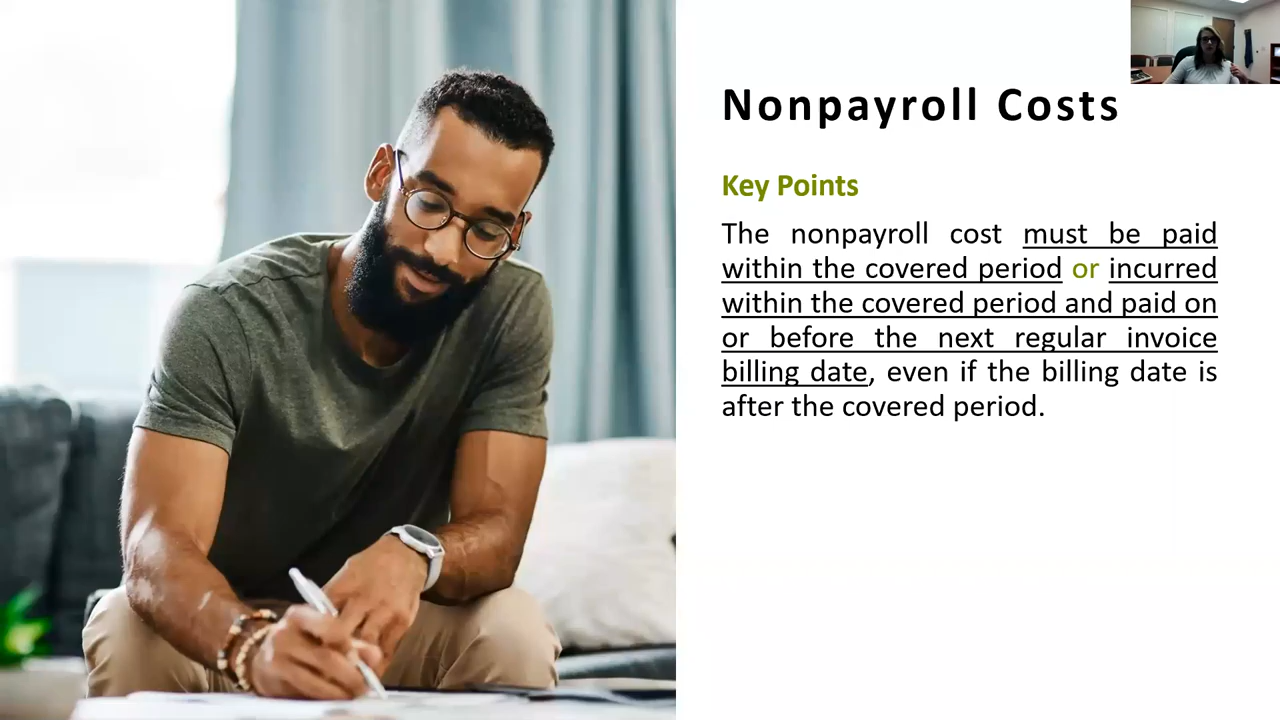 Nonpayroll Costs
Key Points
The nonpayroll cost must be paid
within the covered period or incurred
within the covered period and paid on
or before the next regular invoice
billing date, even if the billing date is
after the covered period.